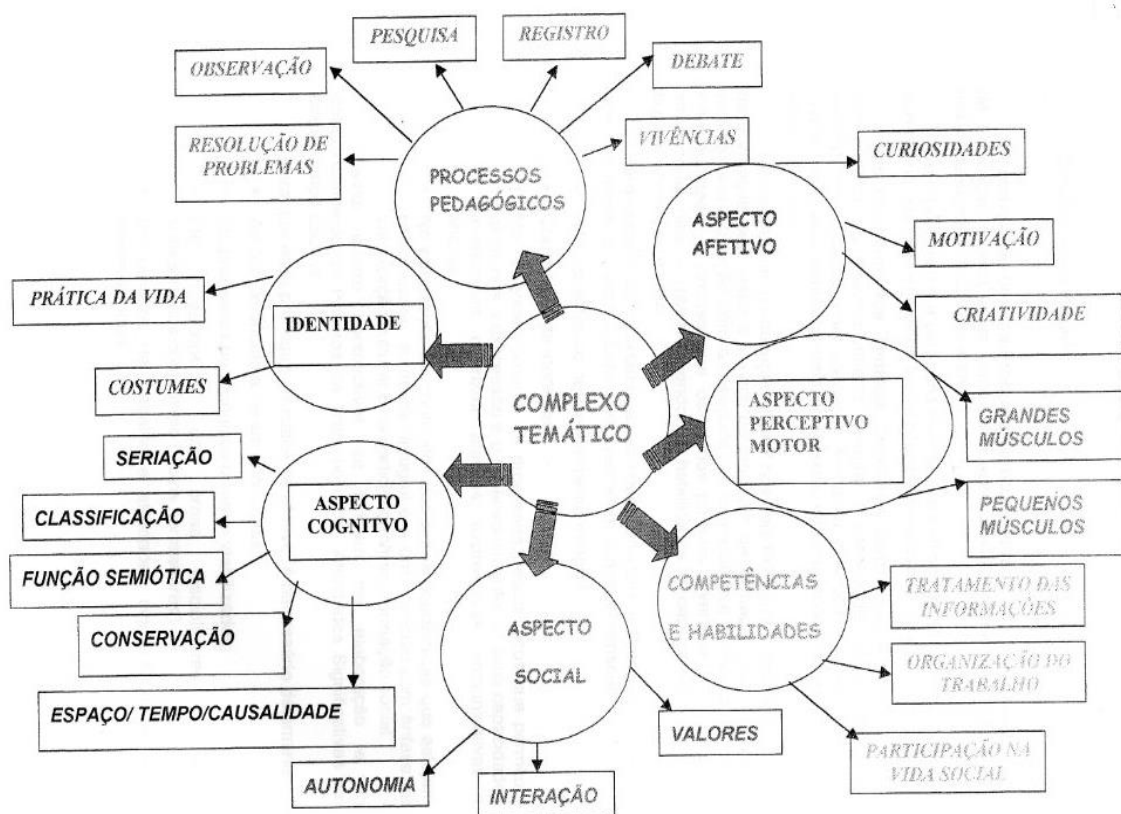 PESQUISA
REGISTRO
OBSERVAÇÃO
DEBATE
RESOLUÇÃO DE
PROBLEMAS
VIVÊNCIAS
PROCESSOS
PEDAGÓGICOS
CURIOSIDADES
ASPECTO
AFETIVO
MOTIVAÇÃO
CRIATIVIDADE
PRÁTICA DA VIDA
IDENTIDADE
COSTUMES
COMPLEXO
TEMÁTICO
ASPECTO
PERCEPTIVO
MOTOR
GRANDES
MÚSCULOS
PEQUENOS
MÚSCULOS
SERIAÇÃO
CLASSIFICAÇÃO
FUNÇÃO SEMIÓTICA
CONSERVAÇÃO
ESPAÇO/ TEMPO/CAUSALIDADE
ASPECTO
COGNITVO
ASPECTO
SOCIAL
AUTONOMIA
INTERAÇÃO
VALORES
COMPETÊNCIAS
E HABILIDADES
TRATAMENTO DAS
INFORMAÇÕES
ORGANIZAÇÃO DO
TRABALHO
PARTICIPAÇÃO NA
VIDA SOCIAL